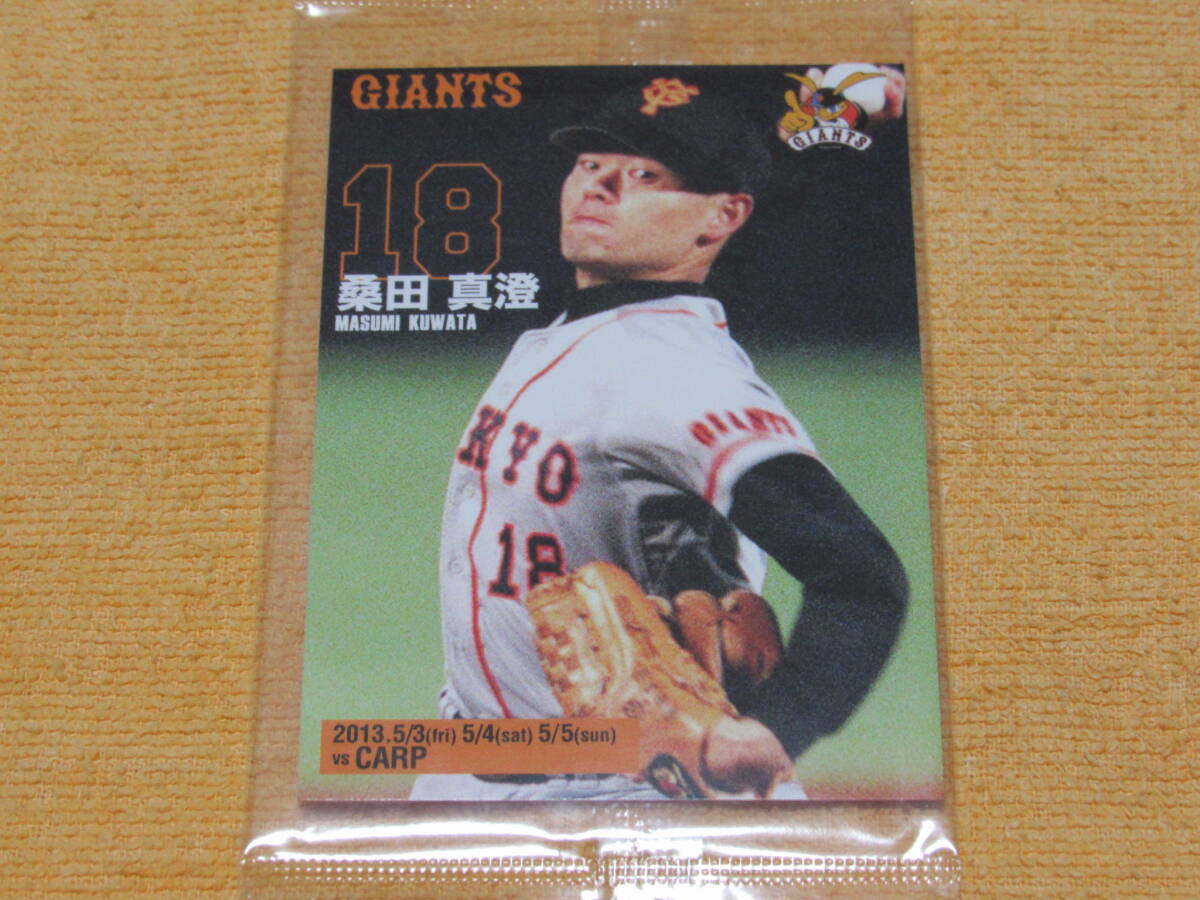 GIANTS
GIANTS
18
桑田 真澄
MASUMI KUWATA
GIANTS
KYO
18
2013.5/3(fri) 5/4(sat) 5/5(sun)
vs CARP